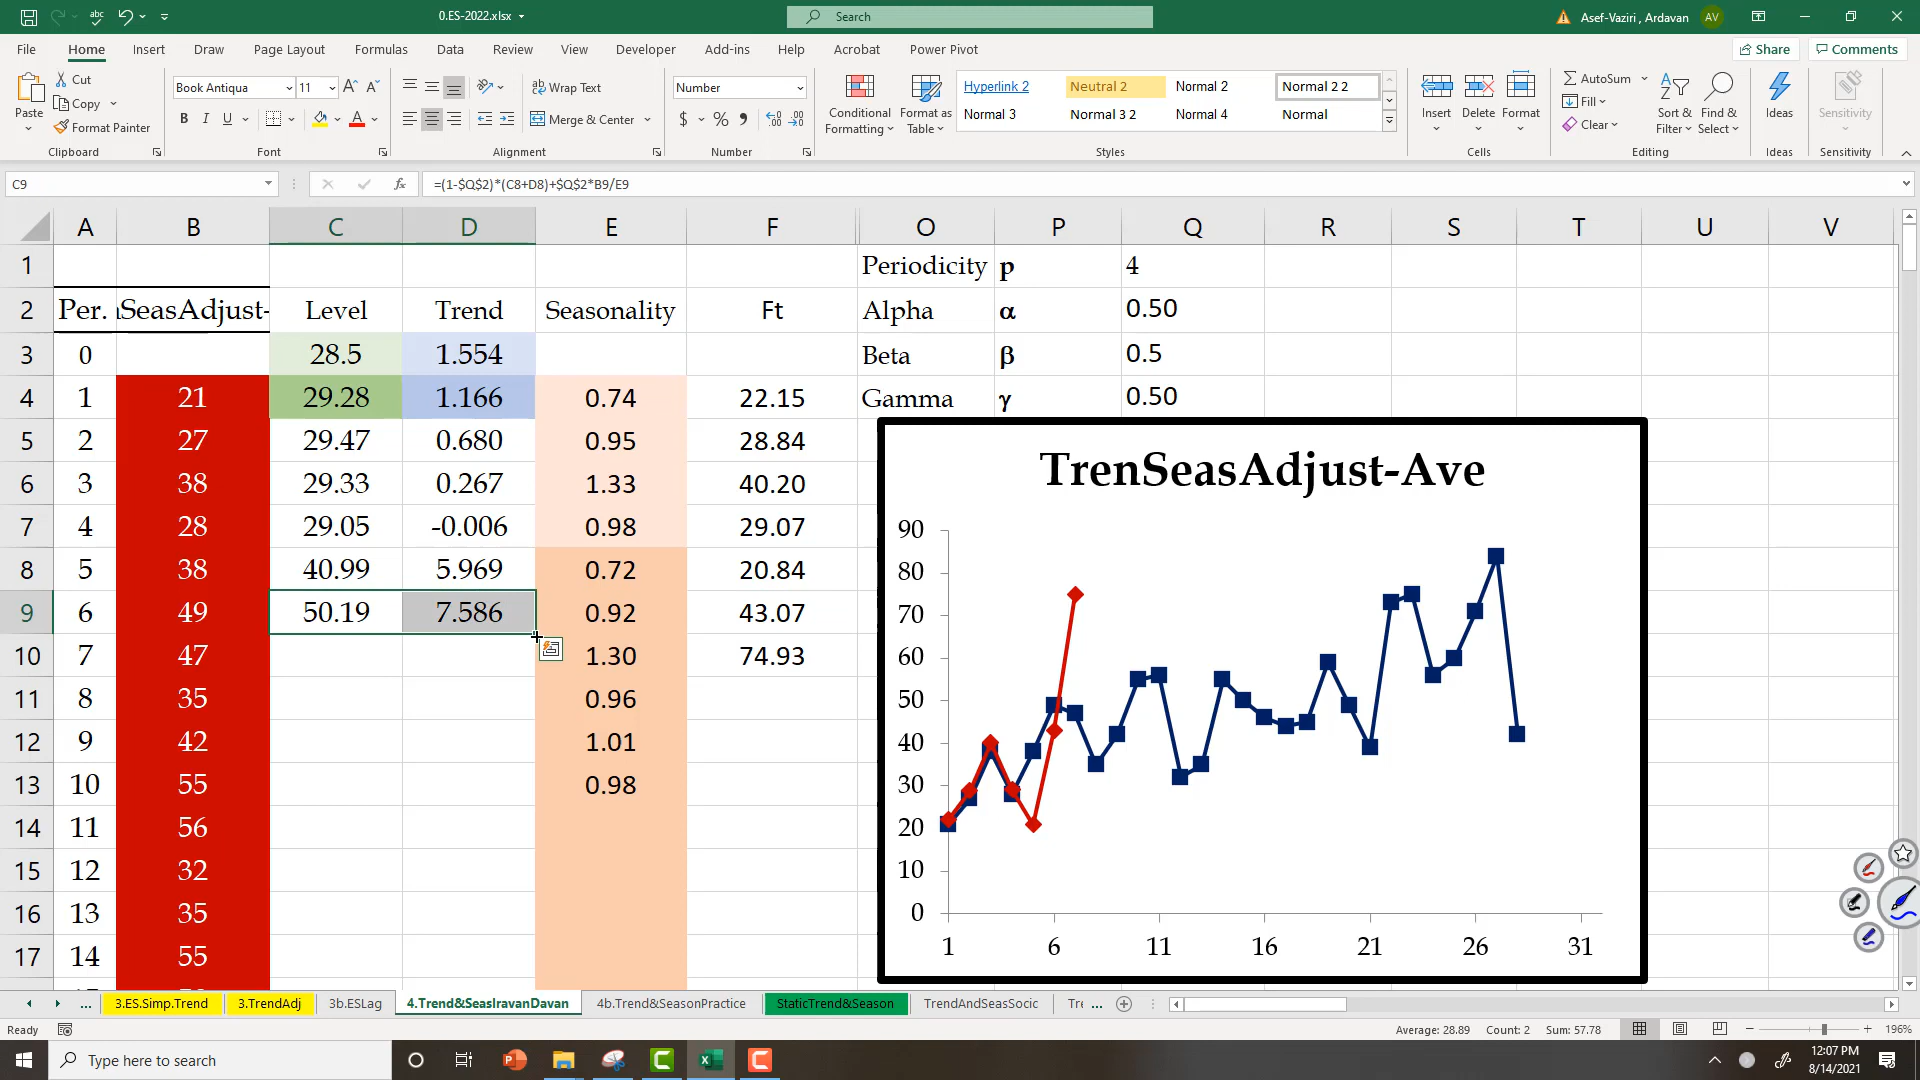 abc
0.ES-2022.xlsx
Search
Asef-Vaziri , Ardavan
AV
File Home Insert Draw Page Layout Formulas Data Review View Developer Add-ins Help Acrobat Power Pivot
Share
Comments
Paste
Cut
Copy
Format Painter
Clipboard
Book Antiqua 11
B I U
Font
Wrap Text
Merge & Center
Alignment
Number
$ % 9
Number
Conditional Formatting
Format as Table
Hyperlink 2 Neutral 2 Normal 2 Normal 2 2
Normal 3 Normal 3 2 Normal 4 Normal
Styles
Insert Delete Format
Cells
AutoSum
Fill
Clear
Sort & Filter
Find & Select
Editing
Ideas
Ideas
Sensitivity
Sensitivity
C9
fx
=(1-$Q$2)*(C8+D8)+$Q$2*B9/E9
A B C D E F O P Q R S T U V
1 Periodicity p 4
2 Per. SeasAdjust- Level Trend Seasonality Ft Alpha α 0.50
3 0 28.5 1.554 Beta β 0.5
4 1 21 29.28 1.166 0.74 22.15 Gamma γ 0.50
5 2 27 29.47 0.680 0.95 28.84
6 3 38 29.33 0.267 1.33 40.20
7 4 28 29.05 -0.006 0.98 29.07
8 5 38 40.99 5.969 0.72 20.84
9 6 49 50.19 7.586 0.92 43.07
10 7 47 1.30 74.93
11 8 35 0.96
12 9 42 1.01
13 10 55 0.98
14 11 56
15 12 32
16 13 35
17 14 55
TrenSeasAdjust-Ave
90
80
70
60
50
40
30
20
10
0
1 6 11 16 21 26 31
... 3.ES.Simp.Trend 3.TrendAdj 3b.ESLag 4.Trend&SeasIravanDavan 4b.Trend&SeasonPractice StaticTrend&Season TrendAndSeasSocic Tre ...
Ready
Average: 28.89 Count: 2 Sum: 57.78
196%
Type here to search
12:07 PM
8/14/2021